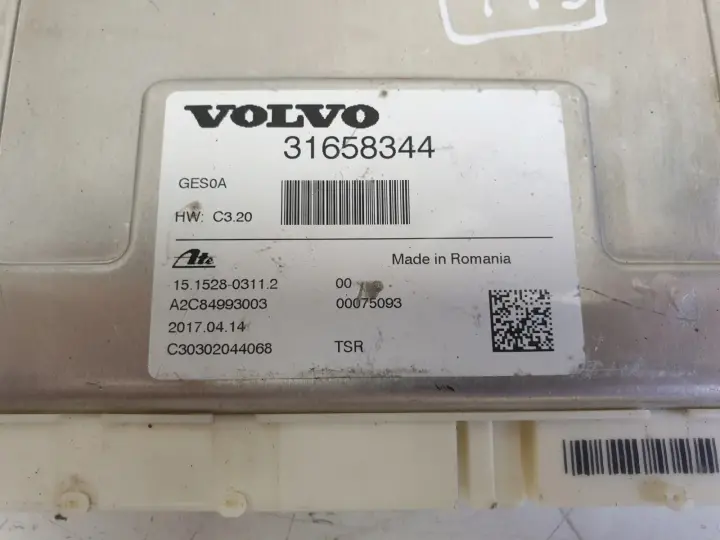 VOLVO
31658344
GES0A
HW: C3.20
Ate
Made in Romania
15.1528-0311.2 00
A2C84993003 00075093
2017.04.14
C30302044068 TSR